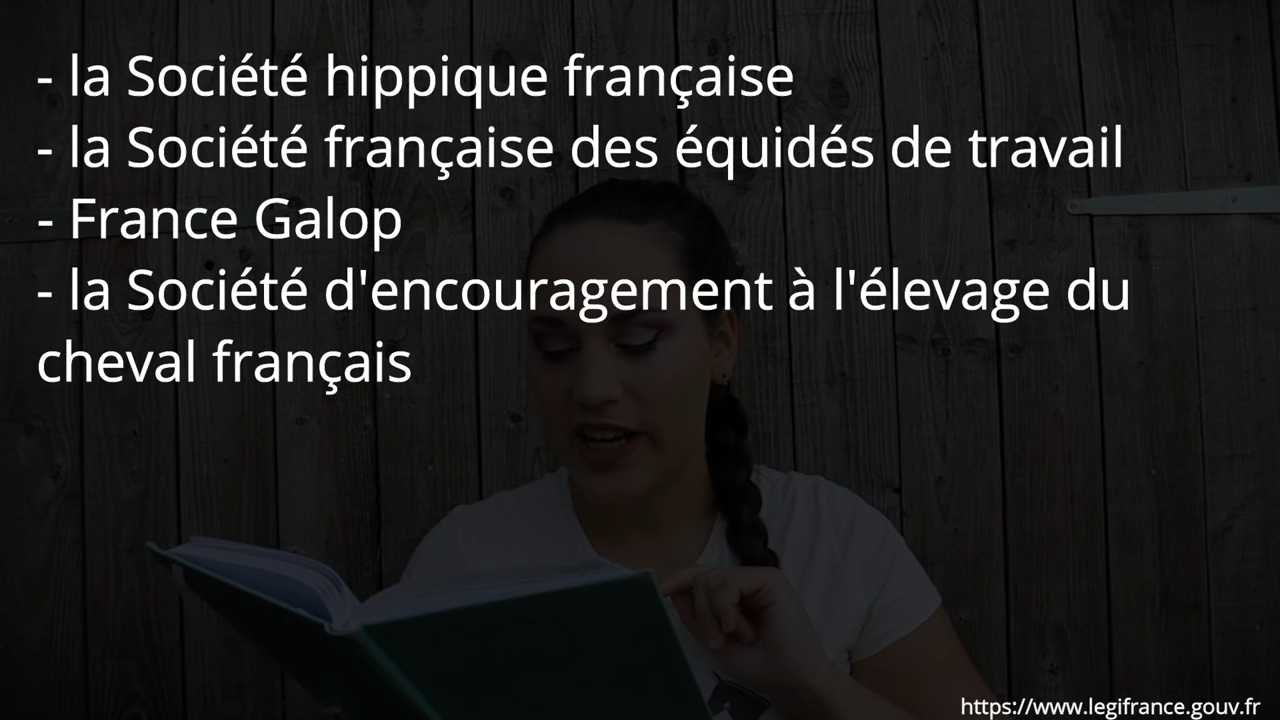 - la Société hippique française
- la Société française des équidés de travail
- France Galop
- la Société d'encouragement à l'élevage du
cheval français
https://www.legifrance.gouv.fr